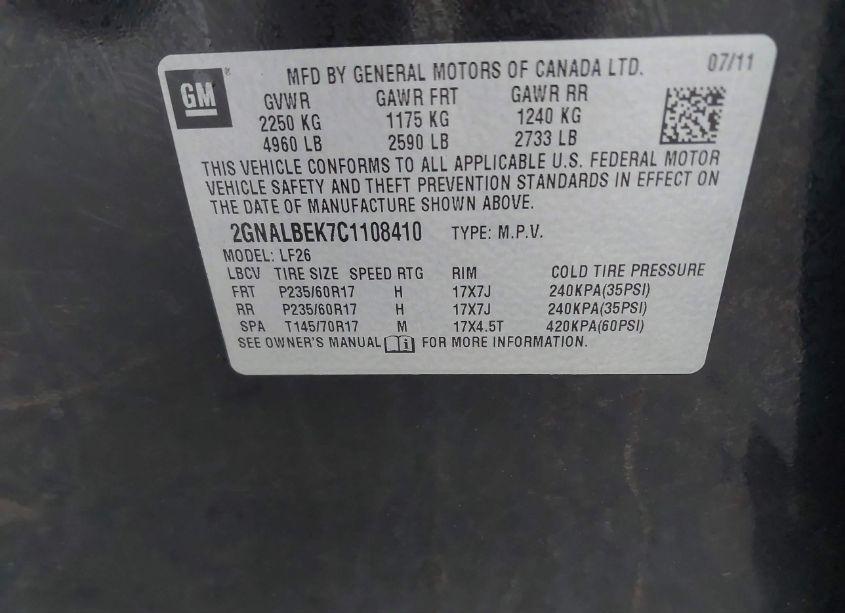 MFD BY GENERAL MOTORS OF CANADA LTD. 07/11
GM
GVWR GAWR FRT GAWR RR
2250 KG 1175 KG 1240 KG
4960 LB 2590 LB 2733 LB
THIS VEHICLE CONFORMS TO ALL APPLICABLE U.S. FEDERAL MOTOR
VEHICLE SAFETY AND THEFT PREVENTION STANDARDS IN EFFECT ON
THE DATE OF MANUFACTURE SHOWN ABOVE.
2GNALBEK7C1108410 TYPE: M.P.V.
MODEL: LF26
LBCV TIRE SIZE SPEED RTG RIM COLD TIRE PRESSURE
FRT P235/60R17 H 17X7J 240KPA(35PSI)
RR P235/60R17 H 17X7J 240KPA(35PSI)
SPA T145/70R17 M 17X4.5T 420KPA(60PSI)
SEE OWNER'S MANUAL FOR MORE INFORMATION.